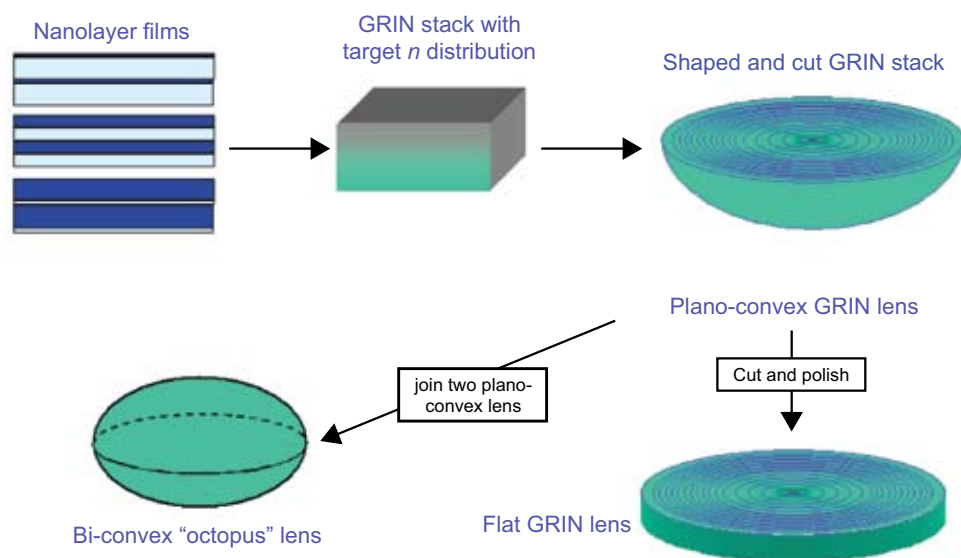 Nanolayer films
GRIN stack with
target n distribution
Shaped and cut GRIN stack
Plano-convex GRIN lens
join two plano-
convex lens
Cut and polish
Bi-convex “octopus” lens
Flat GRIN lens